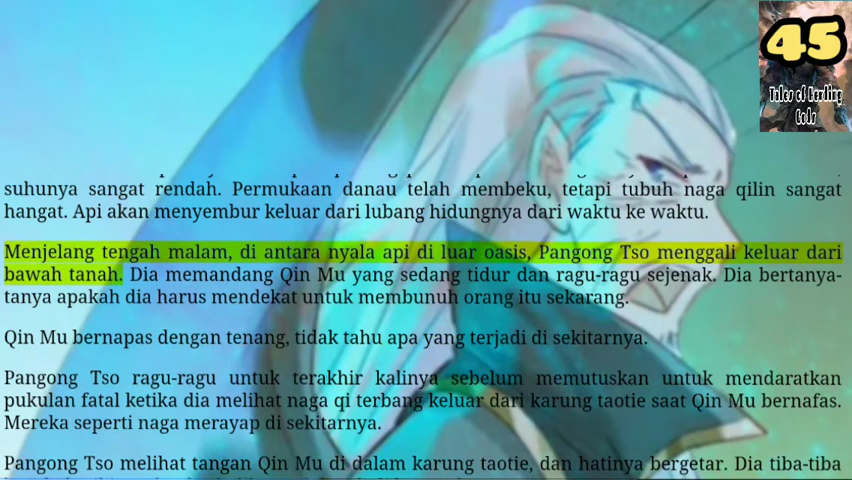 45
Tales of Herding
Gods
suhunya sangat rendah. Permukaan danau telah membeku, tetapi tubuh naga qilin sangat
hangat. Api akan menyembur keluar dari lubang hidungnya dari waktu ke waktu.
Menjelang tengah malam, di antara nyala api di luar oasis, Pangong Tso menggali keluar dari
bawah tanah. Dia memandang Qin Mu yang sedang tidur dan ragu-ragu sejenak. Dia bertanya-
tanya apakah dia harus mendekat untuk membunuh orang itu sekarang.
Qin Mu bernapas dengan tenang, tidak tahu apa yang terjadi di sekitarnya.
Pangong Tso ragu-ragu untuk terakhir kalinya sebelum memutuskan untuk mendaratkan
pukulan fatal ketika dia melihat naga qi terbang keluar dari karung taotie saat Qin Mu bernafas.
Mereka seperti naga merayap di sekitarnya.
Pangong Tso melihat tangan Qin Mu di dalam karung taotie, dan hatinya bergetar. Dia tiba-tiba